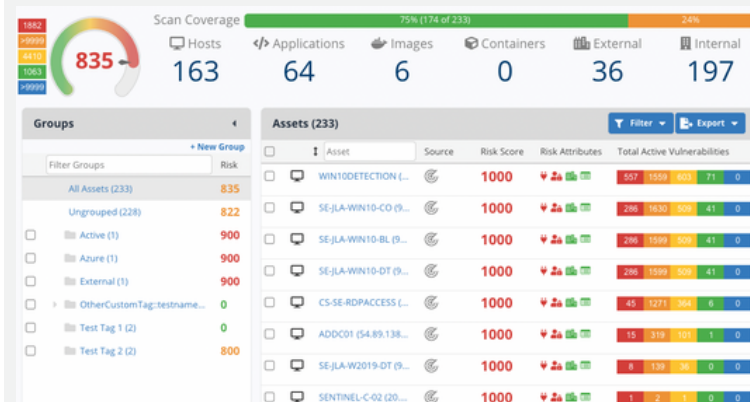 Scan Coverage 75% (174 of 233) 24%
1882
>9999
4410
1063
>9999
835
Hosts 163
</> Applications 64
Images 6
Containers 0
External 36
Internal 197
Groups
+ New Group
Filter Groups Risk
All Assets (233) 835
Ungrouped (228) 822
Active (1) 900
Azure (1) 900
External (1) 900
OtherCustomTag::testname... 0
Test Tag 1 (2) 0
Test Tag 2 (2) 800
Assets (233) Filter Export
Asset Source Risk Score Risk Attributes Total Active Vulnerabilities
WIN10DETECTION (... 1000 557 1559 603 71 0
SE-JLA-WIN10-CO (9... 1000 286 1630 509 41 0
SE-JLA-WIN10-BL (9... 1000 286 1599 509 41 0
SE-JLA-WIN10-DT (9... 1000 286 1599 509 41 0
CS-SE-RDPACCESS (... 1000 45 1271 364 6 0
ADDC01 (54.89.138... 1000 15 319 101 1 0
SE-JLA-W2019-DT (9... 1000 8 139 36 0 0
SENTINEL-C-02 (20.... 1000 1 2 1 0 0